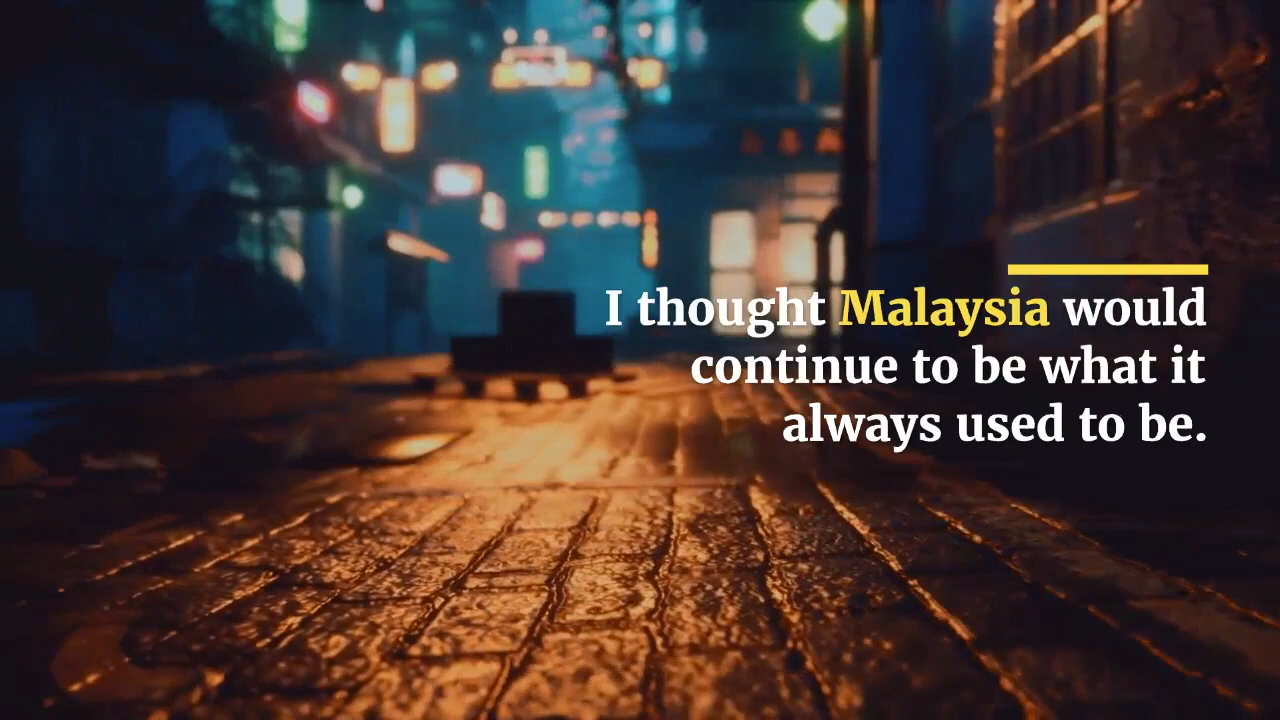 I thought Malaysia would
continue to be what it
always used to be.